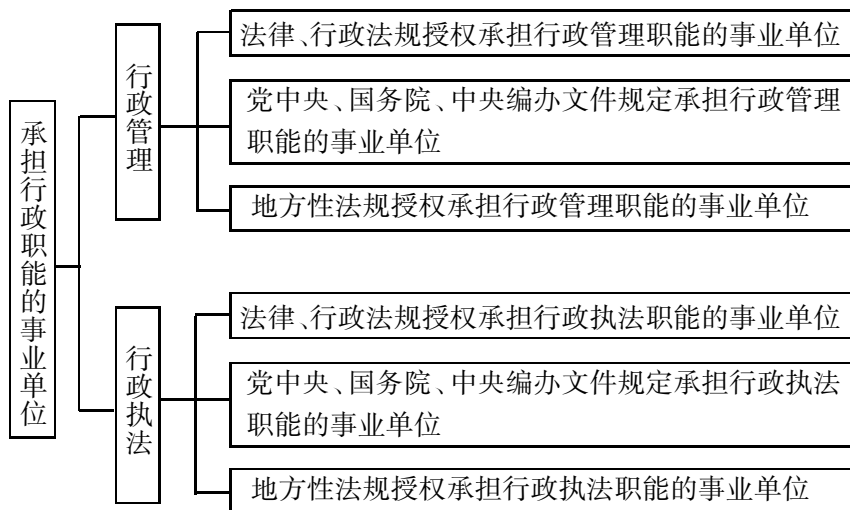 承担行政职能的事业单位
行政管理
法律、行政法规授权承担行政管理职能的事业单位
党中央、国务院、中央编办文件规定承担行政管理
职能的事业单位
地方性法规授权承担行政管理职能的事业单位
行政执法
法律、行政法规授权承担行政执法职能的事业单位
党中央、国务院、中央编办文件规定承担行政执法
职能的事业单位
地方性法规授权承担行政执法职能的事业单位